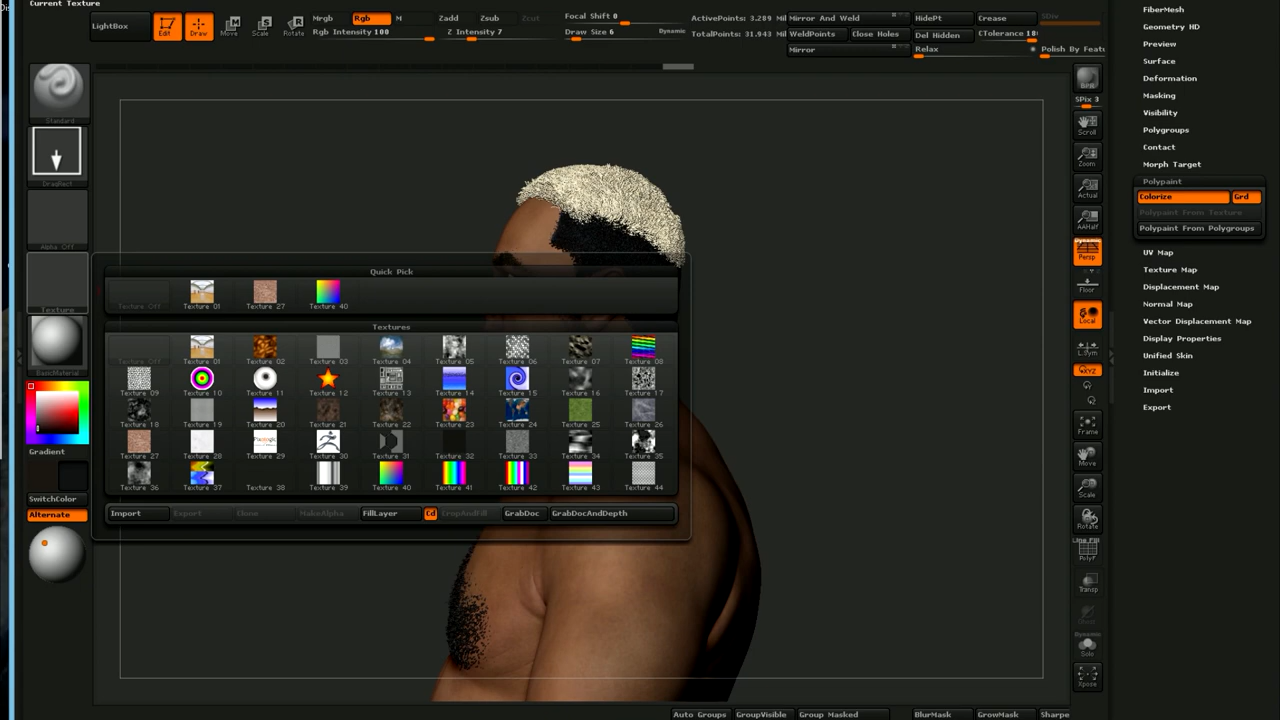 Current Texture
LightBox
Edit
Draw
Move
Scale
Rotate
Mrgb
Rgb
M
Rgb Intensity 100
Zadd
Zsub
Zcut
Z Intensity 7
Focal Shift 0
Draw Size 6
Dynamic
ActivePoints: 3.289 Mil
TotalPoints: 31.943 Mil
Mirror And Weld
WeldPoints
Close Holes
Mirror
HidePt
Del Hidden
Relax
Crease
CTolerance 18
SDiv
Polish By Featu
Standard
DragRect
Alpha Off
Texture
BasicMaterial
Gradient
SwitchColor
Alternate
Quick Pick
Texture Off
Texture 01
Texture 27
Texture 40
Textures
Texture Off
Texture 01
Texture 02
Texture 03
Texture 04
Texture 05
Texture 06
Texture 07
Texture 08
Texture 09
Texture 10
Texture 11
Texture 12
Texture 13
Texture 14
Texture 15
Texture 16
Texture 17
Texture 18
Texture 19
Texture 20
Texture 21
Texture 22
Texture 23
Texture 24
Texture 25
Texture 26
Texture 27
Texture 28
Texture 29
Texture 30
Texture 31
Texture 32
Texture 33
Texture 34
Texture 35
Texture 36
Texture 37
Texture 38
Texture 39
Texture 40
Texture 41
Texture 42
Texture 43
Texture 44
Import
Export
Clone
MakeAlpha
FillLayer
Cd
CropAndFill
GrabDoc
GrabDocAndDepth
BPR
SPix 3
Scroll
Zoom
Actual
AAHalf
Dynamic
Persp
Floor
Local
L.Sym
XYZ
Frame
Move
Scale
Rotate
Line Fill
PolyF
Transp
Ghost
Dynamic
Solo
Xpose
FiberMesh
Geometry HD
Preview
Surface
Deformation
Masking
Visibility
Polygroups
Contact
Morph Target
Polypaint
Colorize
Grd
Polypaint From Texture
Polypaint From Polygroups
UV Map
Texture Map
Displacement Map
Normal Map
Vector Displacement Map
Display Properties
Unified Skin
Initialize
Import
Export
Auto Groups
GroupVisible
Group Masked
BlurMask
GrowMask
Sharpe